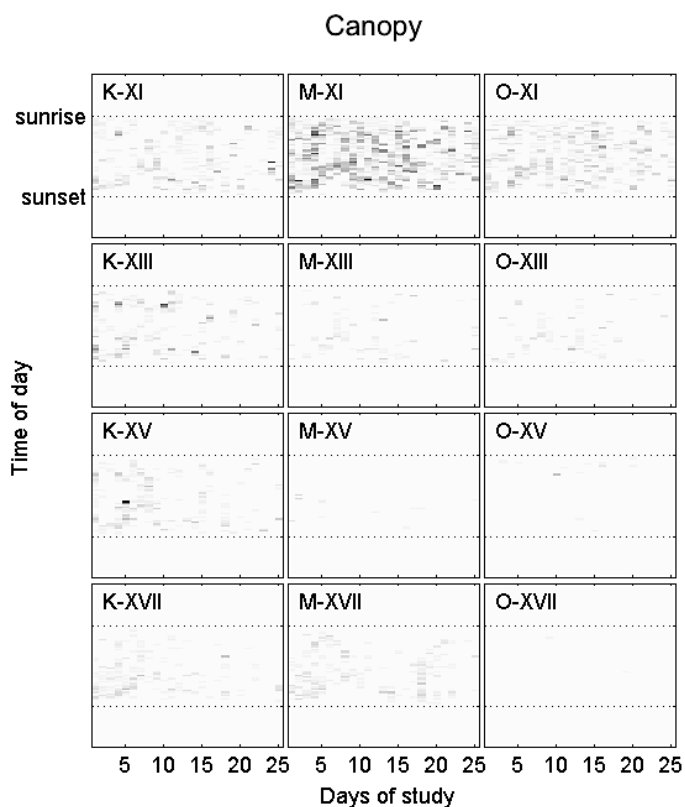 Canopy
K-XI M-XI O-XI
sunrise
sunset
K-XIII M-XIII O-XIII
Time of day
K-XV M-XV O-XV
K-XVII M-XVII O-XVII
5 10 15 20 25 5 10 15 20 25 5 10 15 20 25
Days of study